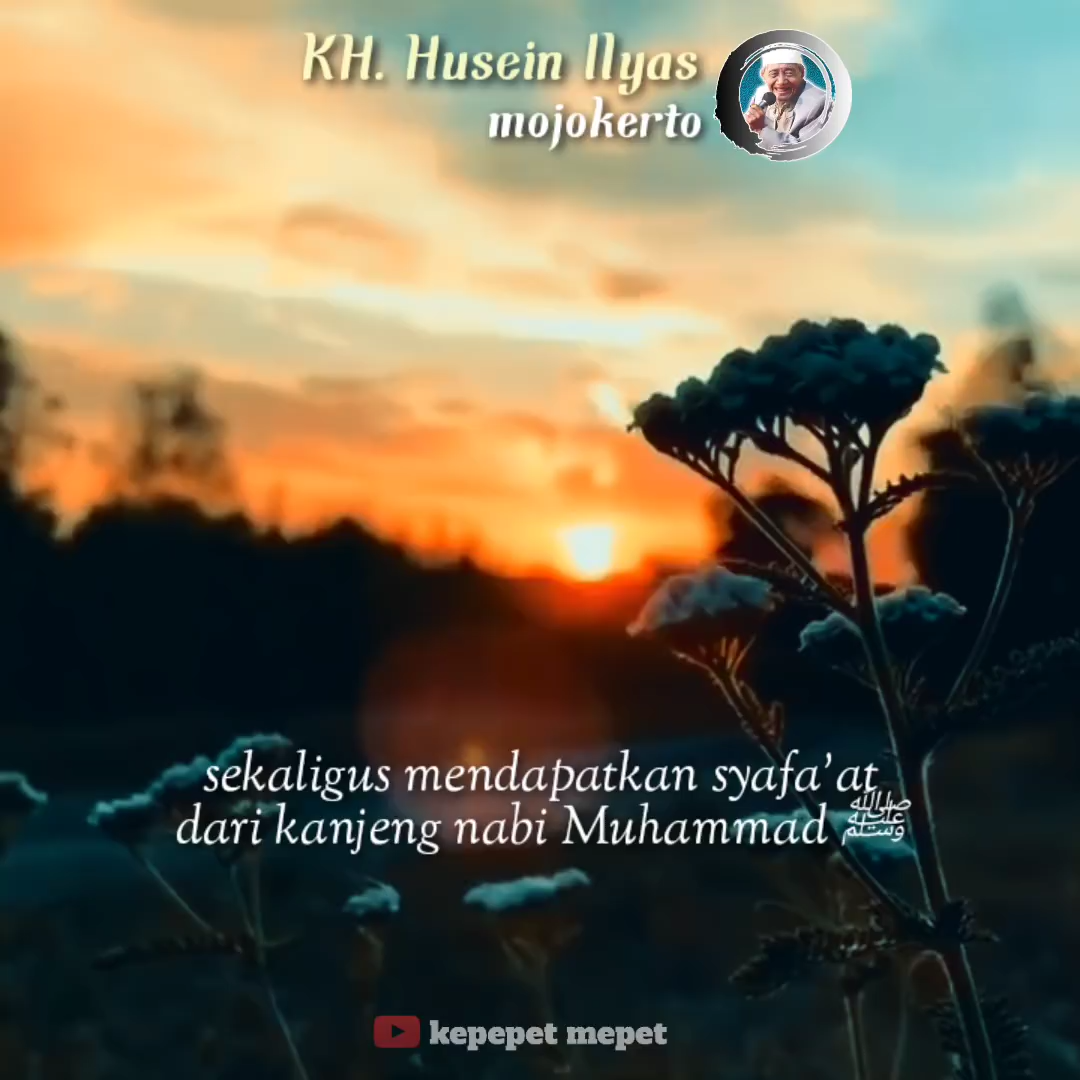 KH. Husein Ilyas
mojokerto
sekaligus mendapatkan syafa'at
dari kanjeng nabi Muhammad ﷺ
kepepet mepet